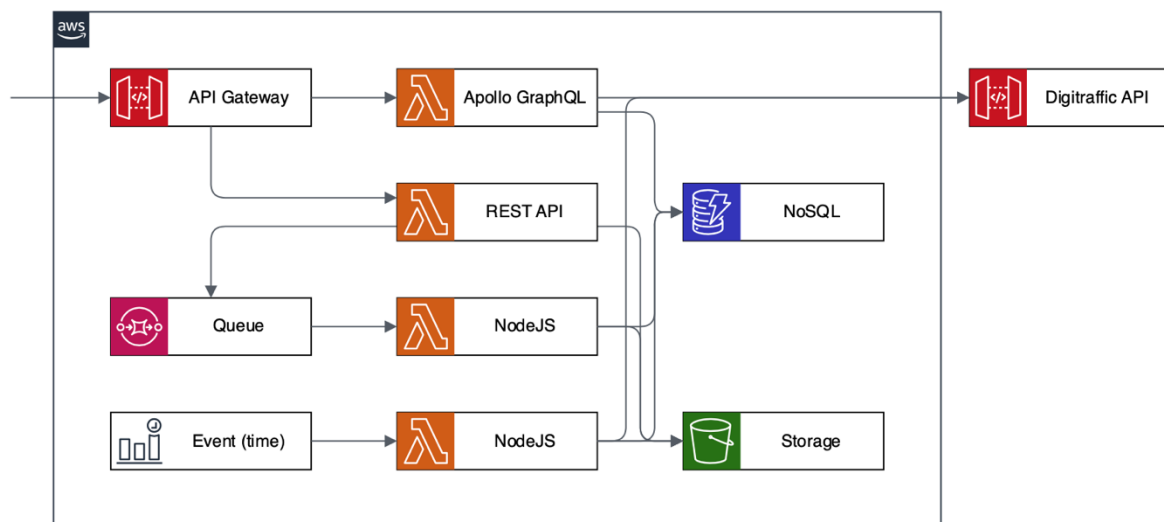 aws
API Gateway
Apollo GraphQL
Digitraffic API
REST API
NoSQL
Queue
NodeJS
Event (time)
NodeJS
Storage